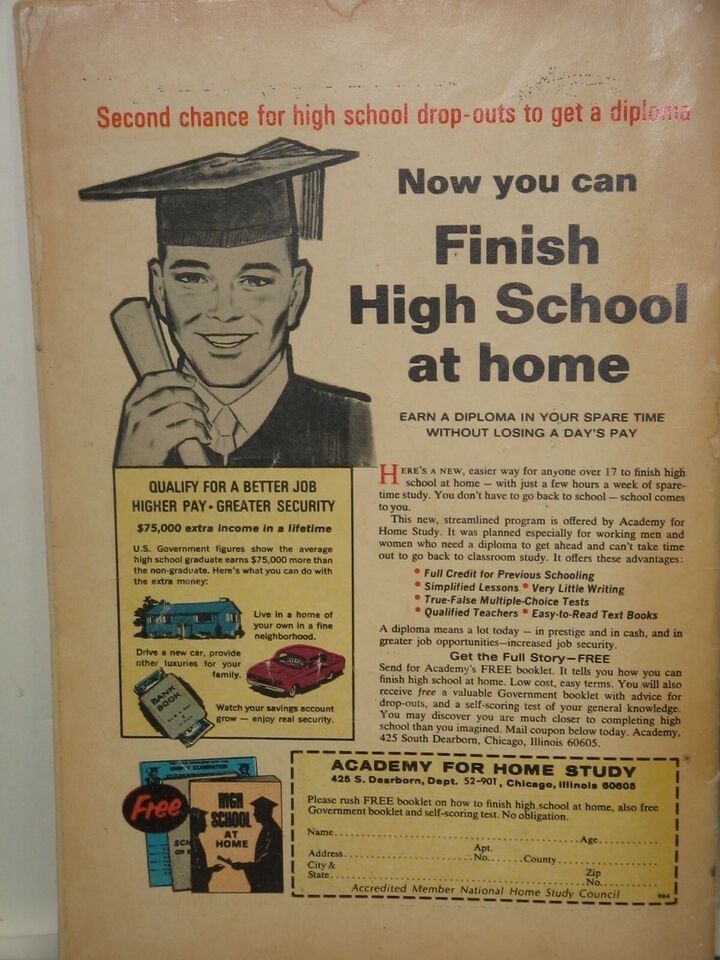 Second chance for high school drop-outs to get a diploma
Now you can
Finish
High School
at home
EARN A DIPLOMA IN YOUR SPARE TIME
WITHOUT LOSING A DAY'S PAY
QUALIFY FOR A BETTER JOB
HIGHER PAY • GREATER SECURITY
$75,000 extra income in a lifetime
U.S. Government figures show the average
high school graduate earns $75,000 more than
the non-graduate. Here's what you can do with
the extra money:
Live in a home of
your own in a fine
neighborhood.
Drive a new car, provide
other luxuries for your
family.
BANK
BOOK
Watch your savings account
grow — enjoy real security.
HERE'S A NEW, easier way for anyone over 17 to finish high
school at home — with just a few hours a week of spare-
time study. You don't have to go back to school — school comes
to you.
This new, streamlined program is offered by Academy for
Home Study. It was planned especially for working men and
women who need a diploma to get ahead and can't take time
out to go back to classroom study. It offers these advantages:
• Full Credit for Previous Schooling
• Simplified Lessons • Very Little Writing
• True-False Multiple-Choice Tests
• Qualified Teachers • Easy-to-Read Text Books
A diploma means a lot today — in prestige and in cash, and in
greater job opportunities—increased job security.
Get the Full Story—FREE
Send for Academy's FREE booklet. It tells you how you can
finish high school at home. Low cost, easy terms. You will also
receive free a valuable Government booklet with advice for
drop-outs, and a self-scoring test of your general knowledge.
You may discover you are much closer to completing high
school than you imagined. Mail coupon below today. Academy,
425 South Dearborn, Chicago, Illinois 60605.
Free
HIGH
SCHOOL
AT
HOME
ACADEMY FOR HOME STUDY
425 S. Dearborn, Dept. 52-901, Chicago, Illinois 60605
Please rush FREE booklet on how to finish high school at home, also free
Government booklet and self-scoring test. No obligation.
Name Age
Address Apt. No. County
City & State Zip No.
Accredited Member National Home Study Council
964